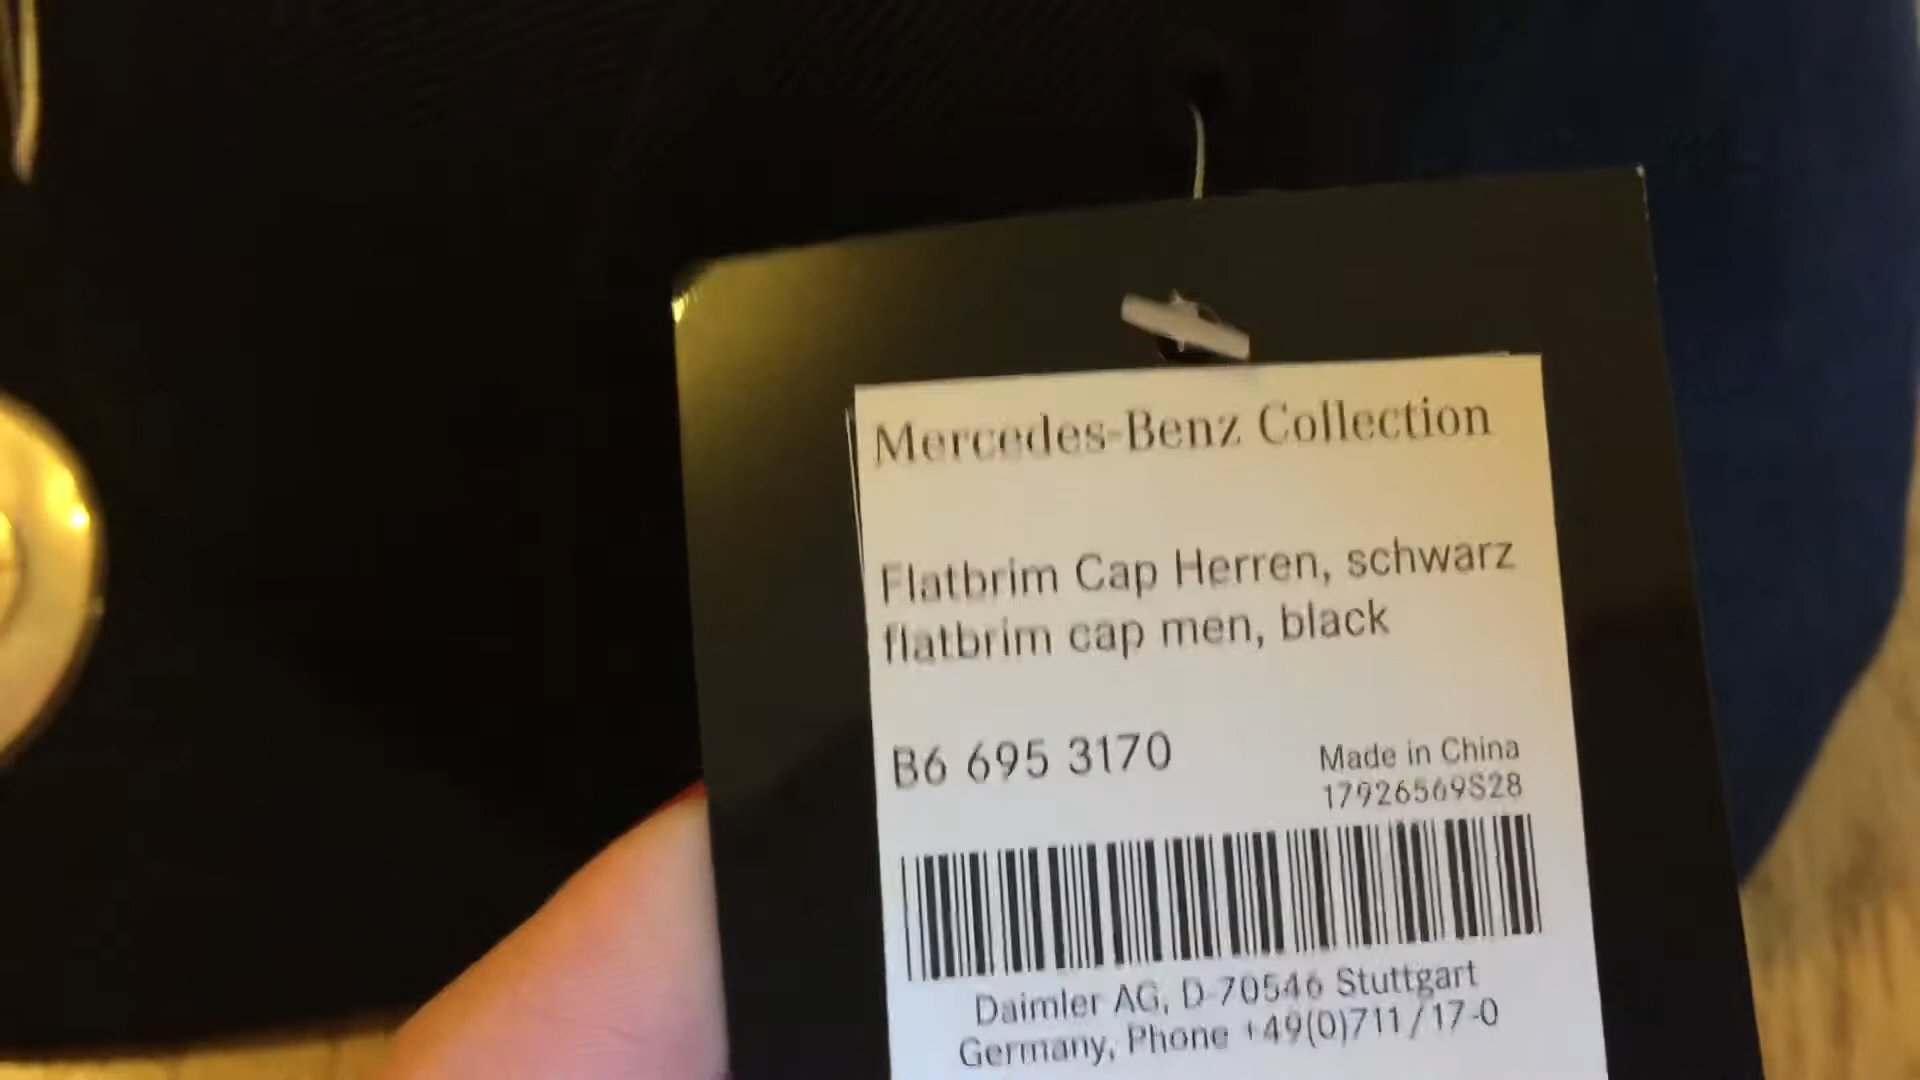 Mercedes-Benz Collection
Flatbrim Cap Herren, schwarz
flatbrim cap men, black
B6 695 3170
Made in China
17926569S28
Daimler AG, D-70546 Stuttgart
Germany, Phone +49(0)711/17-0